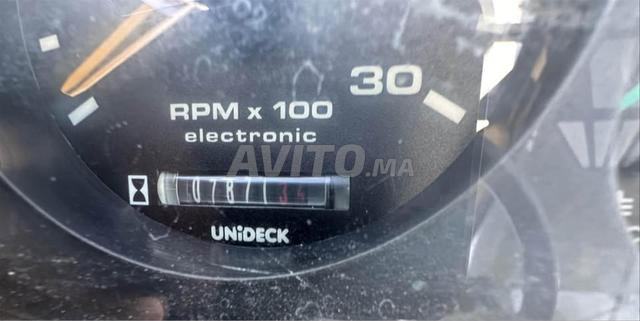 30
RPM x 100
electronic
AVITO.MA
UNiDECK